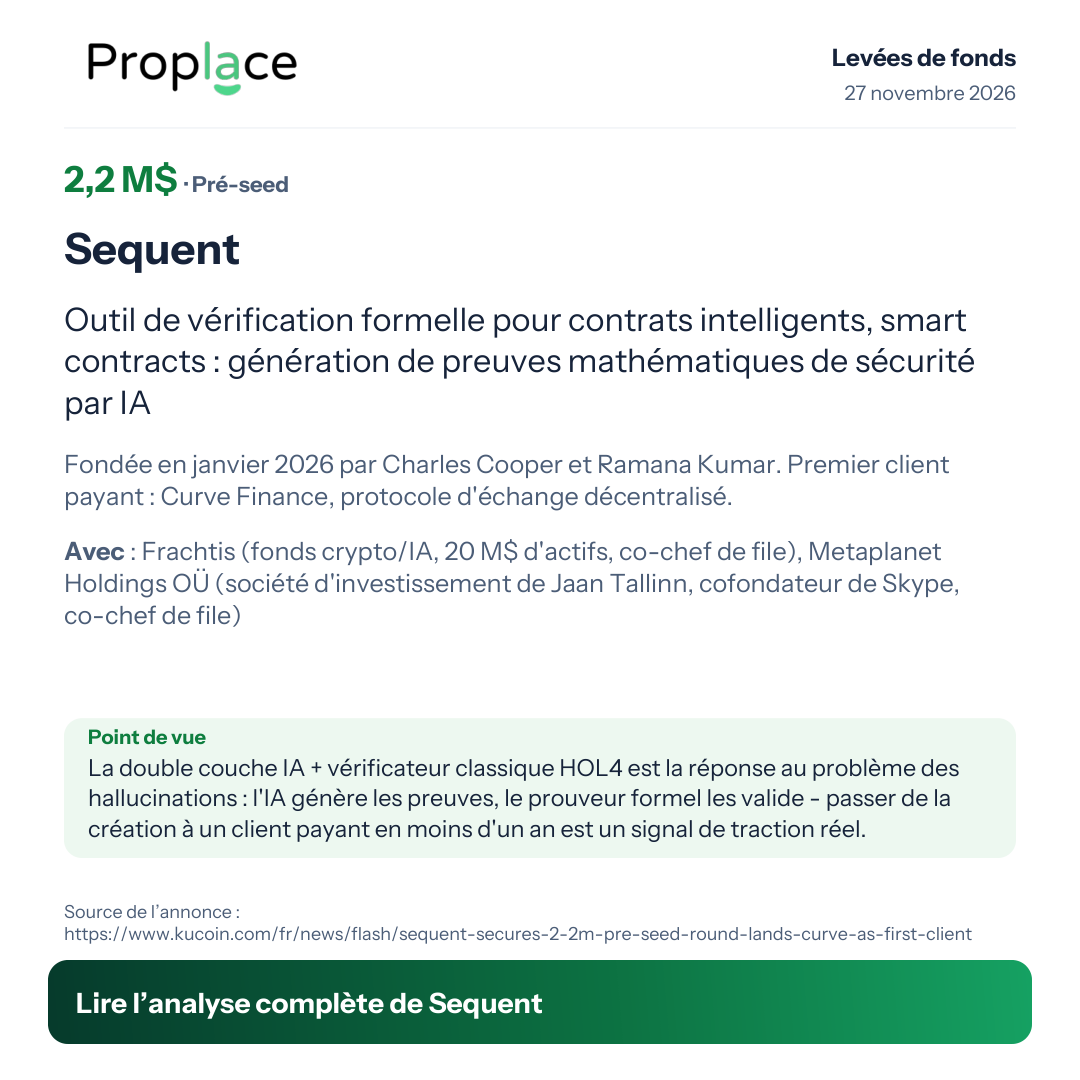 Proplace
Levées de fonds
27 novembre 2026
2,2 M$ · Pré-seed
Sequent
Outil de vérification formelle pour contrats intelligents, smart
contracts : génération de preuves mathématiques de sécurité
par IA
Fondée en janvier 2026 par Charles Cooper et Ramana Kumar. Premier client
payant : Curve Finance, protocole d'échange décentralisé.
Avec : Frachtis (fonds crypto/IA, 20 M$ d'actifs, co-chef de file), Metaplanet
Holdings OÜ (société d'investissement de Jaan Tallinn, cofondateur de Skype,
co-chef de file)
Point de vue
La double couche IA + vérificateur classique HOL4 est la réponse au problème des
hallucinations : l'IA génère les preuves, le prouveur formel les valide - passer de la
création à un client payant en moins d'un an est un signal de traction réel.
Source de l’annonce :
https://www.kucoin.com/fr/news/flash/sequent-secures-2-2m-pre-seed-round-lands-curve-as-first-client
Lire l’analyse complète de Sequent